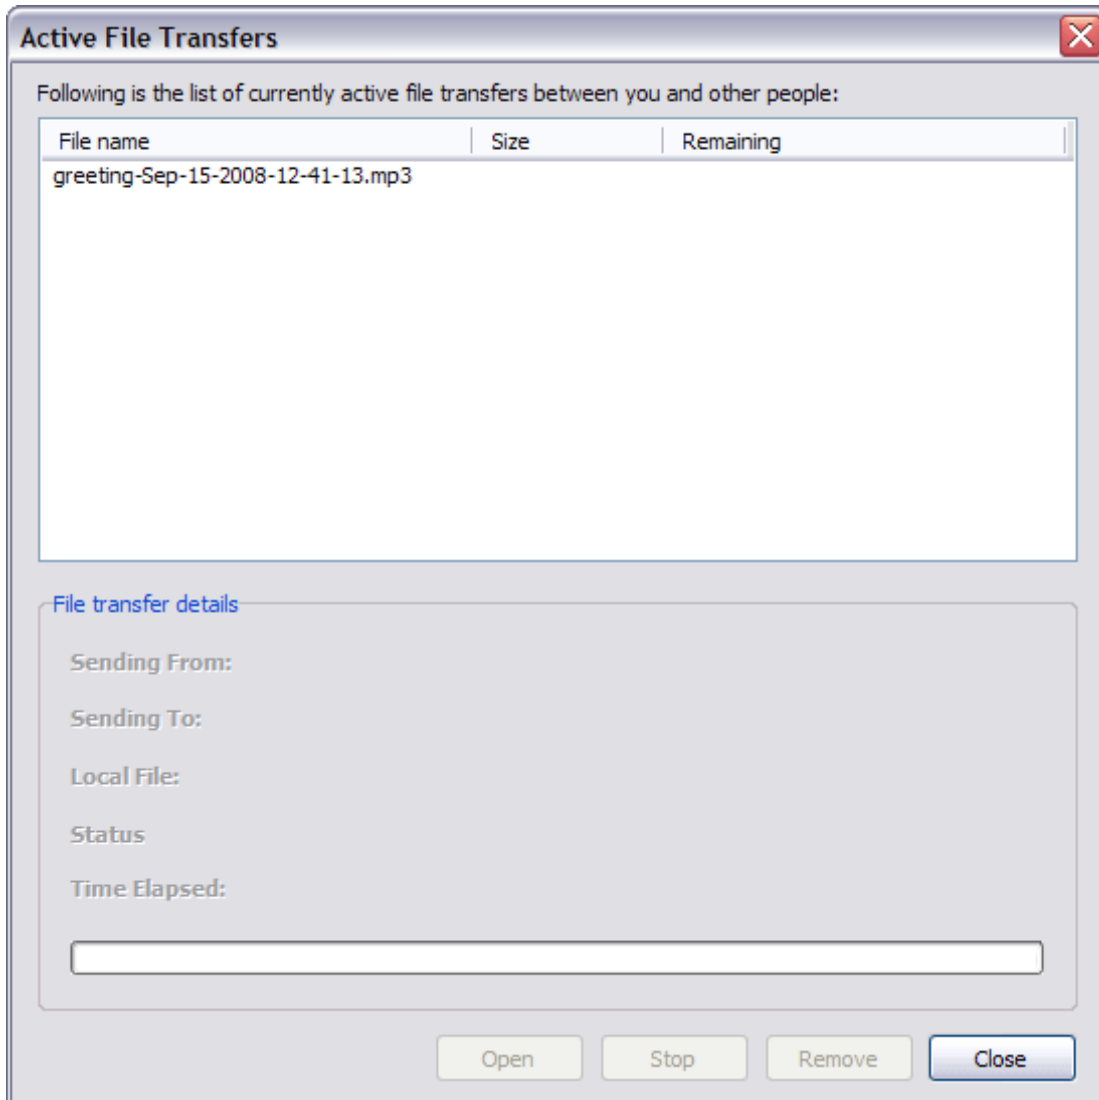 Active File Transfers
Following is the list of currently active file transfers between you and other people:
File name Size Remaining
greeting-Sep-15-2008-12-41-13.mp3
File transfer details
Sending From:
Sending To:
Local File:
Status
Time Elapsed:
Open Stop Remove Close